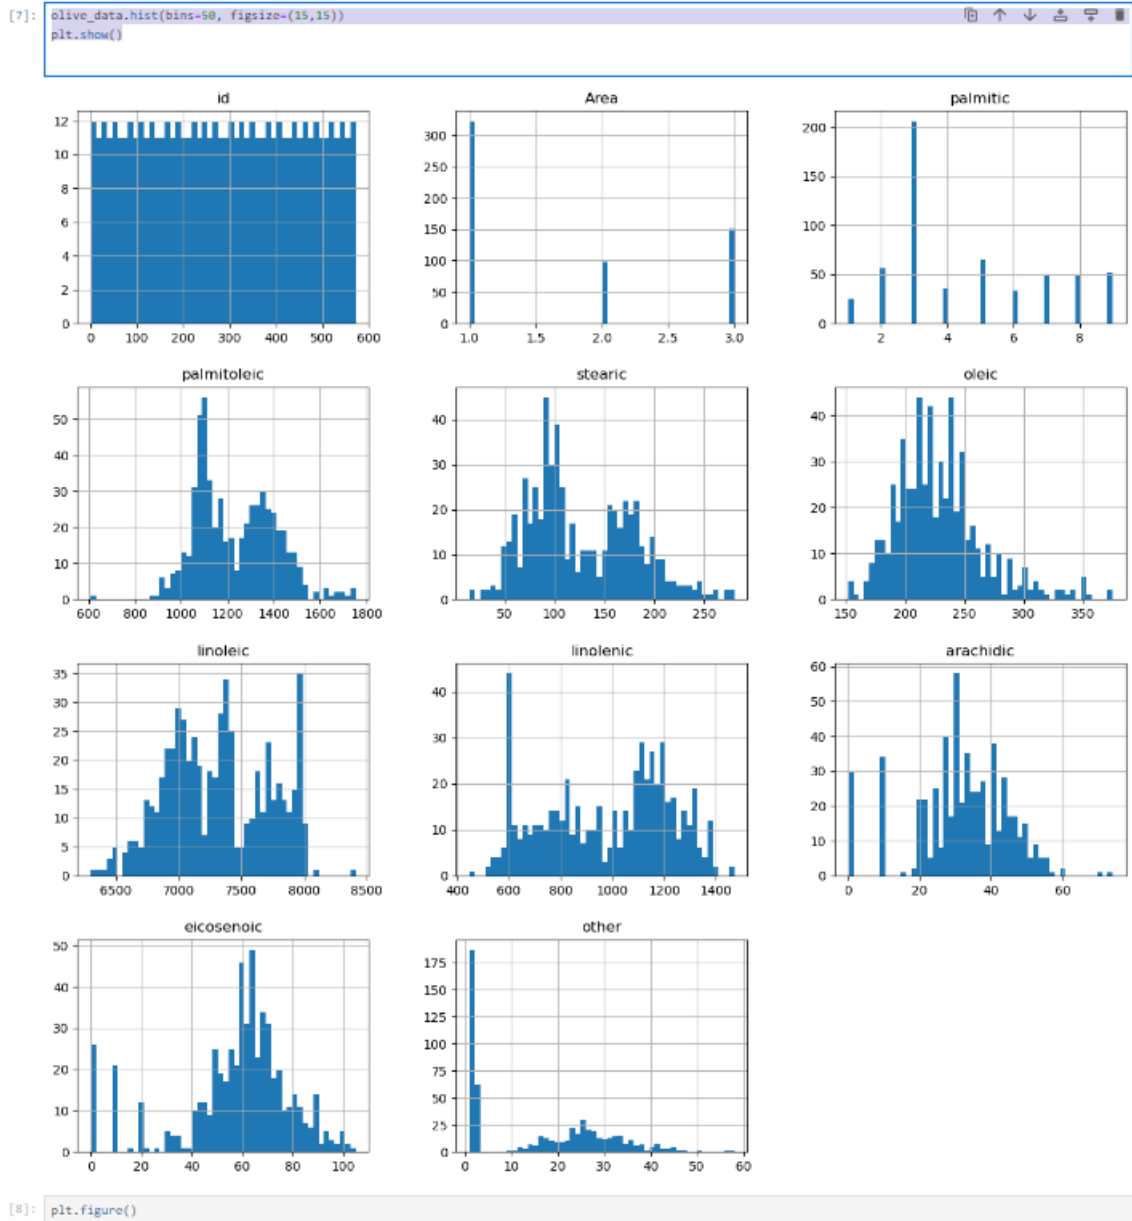 [7]: olive_data.hist(bins=50, figsize=(15,15))
plt.show()
id
Area
palmitic
12
10
8
6
4
2
0
0 100 200 300 400 500 600
300
250
200
150
100
50
0
1.0 1.5 2.0 2.5 3.0
200
150
100
50
0
2 4 6 8
palmitoleic
stearic
oleic
50
40
30
20
10
0
600 800 1000 1200 1400 1600 1800
40
30
20
10
0
50 100 150 200 250
40
30
20
10
0
150 200 250 300 350
linoleic
linolenic
arachidic
35
30
25
20
15
10
5
0
6500 7000 7500 8000 8500
40
30
20
10
0
400 600 800 1000 1200 1400
60
50
40
30
20
10
0
0 20 40 60
eicosenoic
other
50
40
30
20
10
0
0 20 40 60 80 100
175
150
125
100
75
50
25
0
0 10 20 30 40 50 60
[8]: plt.figure()